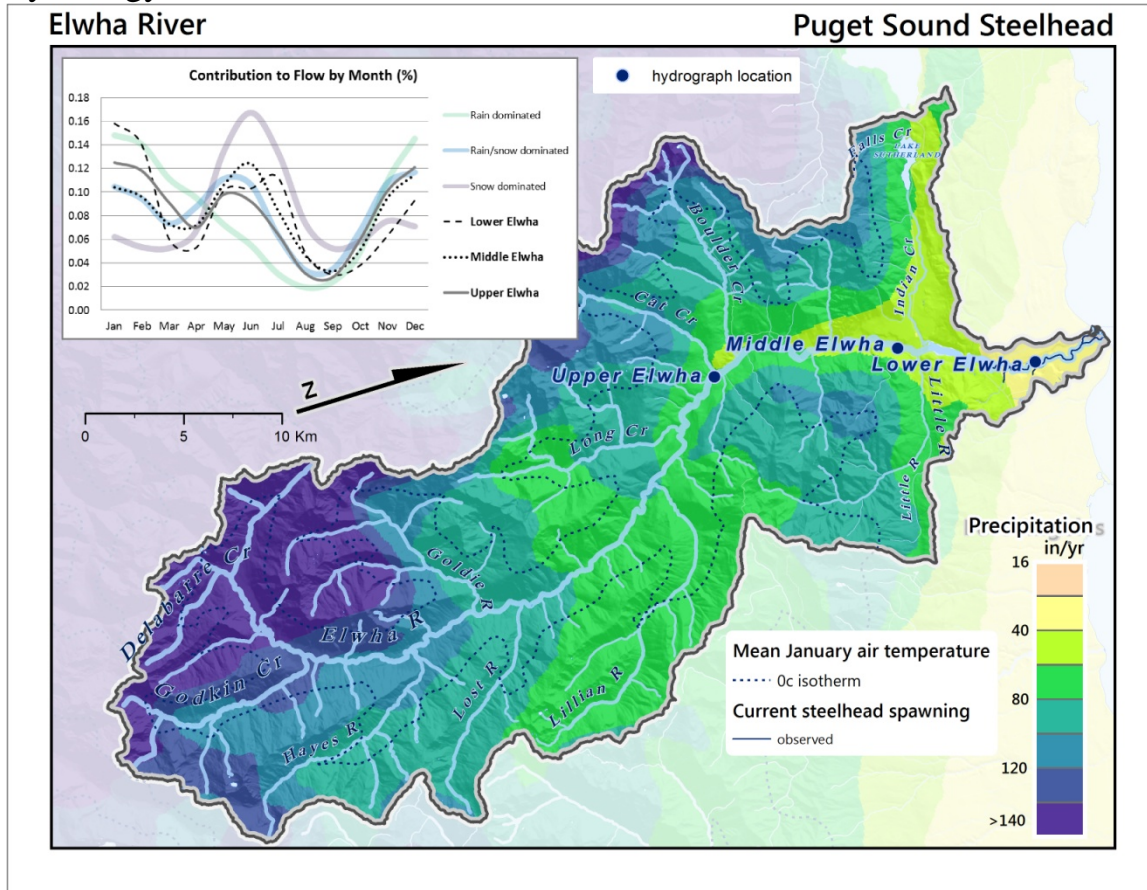 Elwha River
Puget Sound Steelhead
Contribution to Flow by Month (%)
0.18
0.16
0.14
0.12
0.10
0.08
0.06
0.04
0.02
0.00
Jan Feb Mar Apr May Jun Jul Aug Sep Oct Nov Dec
Rain dominated
Rain/snow dominated
Snow dominated
Lower Elwha
Middle Elwha
Upper Elwha
hydrograph location
Falls Cr
LAKE
SUTHERLAND
Boulder Cr
Indian Cr
Cat Cr
Middle Elwha
Lower Elwha
Upper Elwha
Little R
N
0 5 10 Km
Long Cr
Little R
Goldie R
Delabarre Cr
Elwha R
Godkin Cr
Lost R
Lillian R
Hayes R
Precipitation
in/yr
16
40
80
120
>140
Mean January air temperature
0c isotherm
Current steelhead spawning
observed